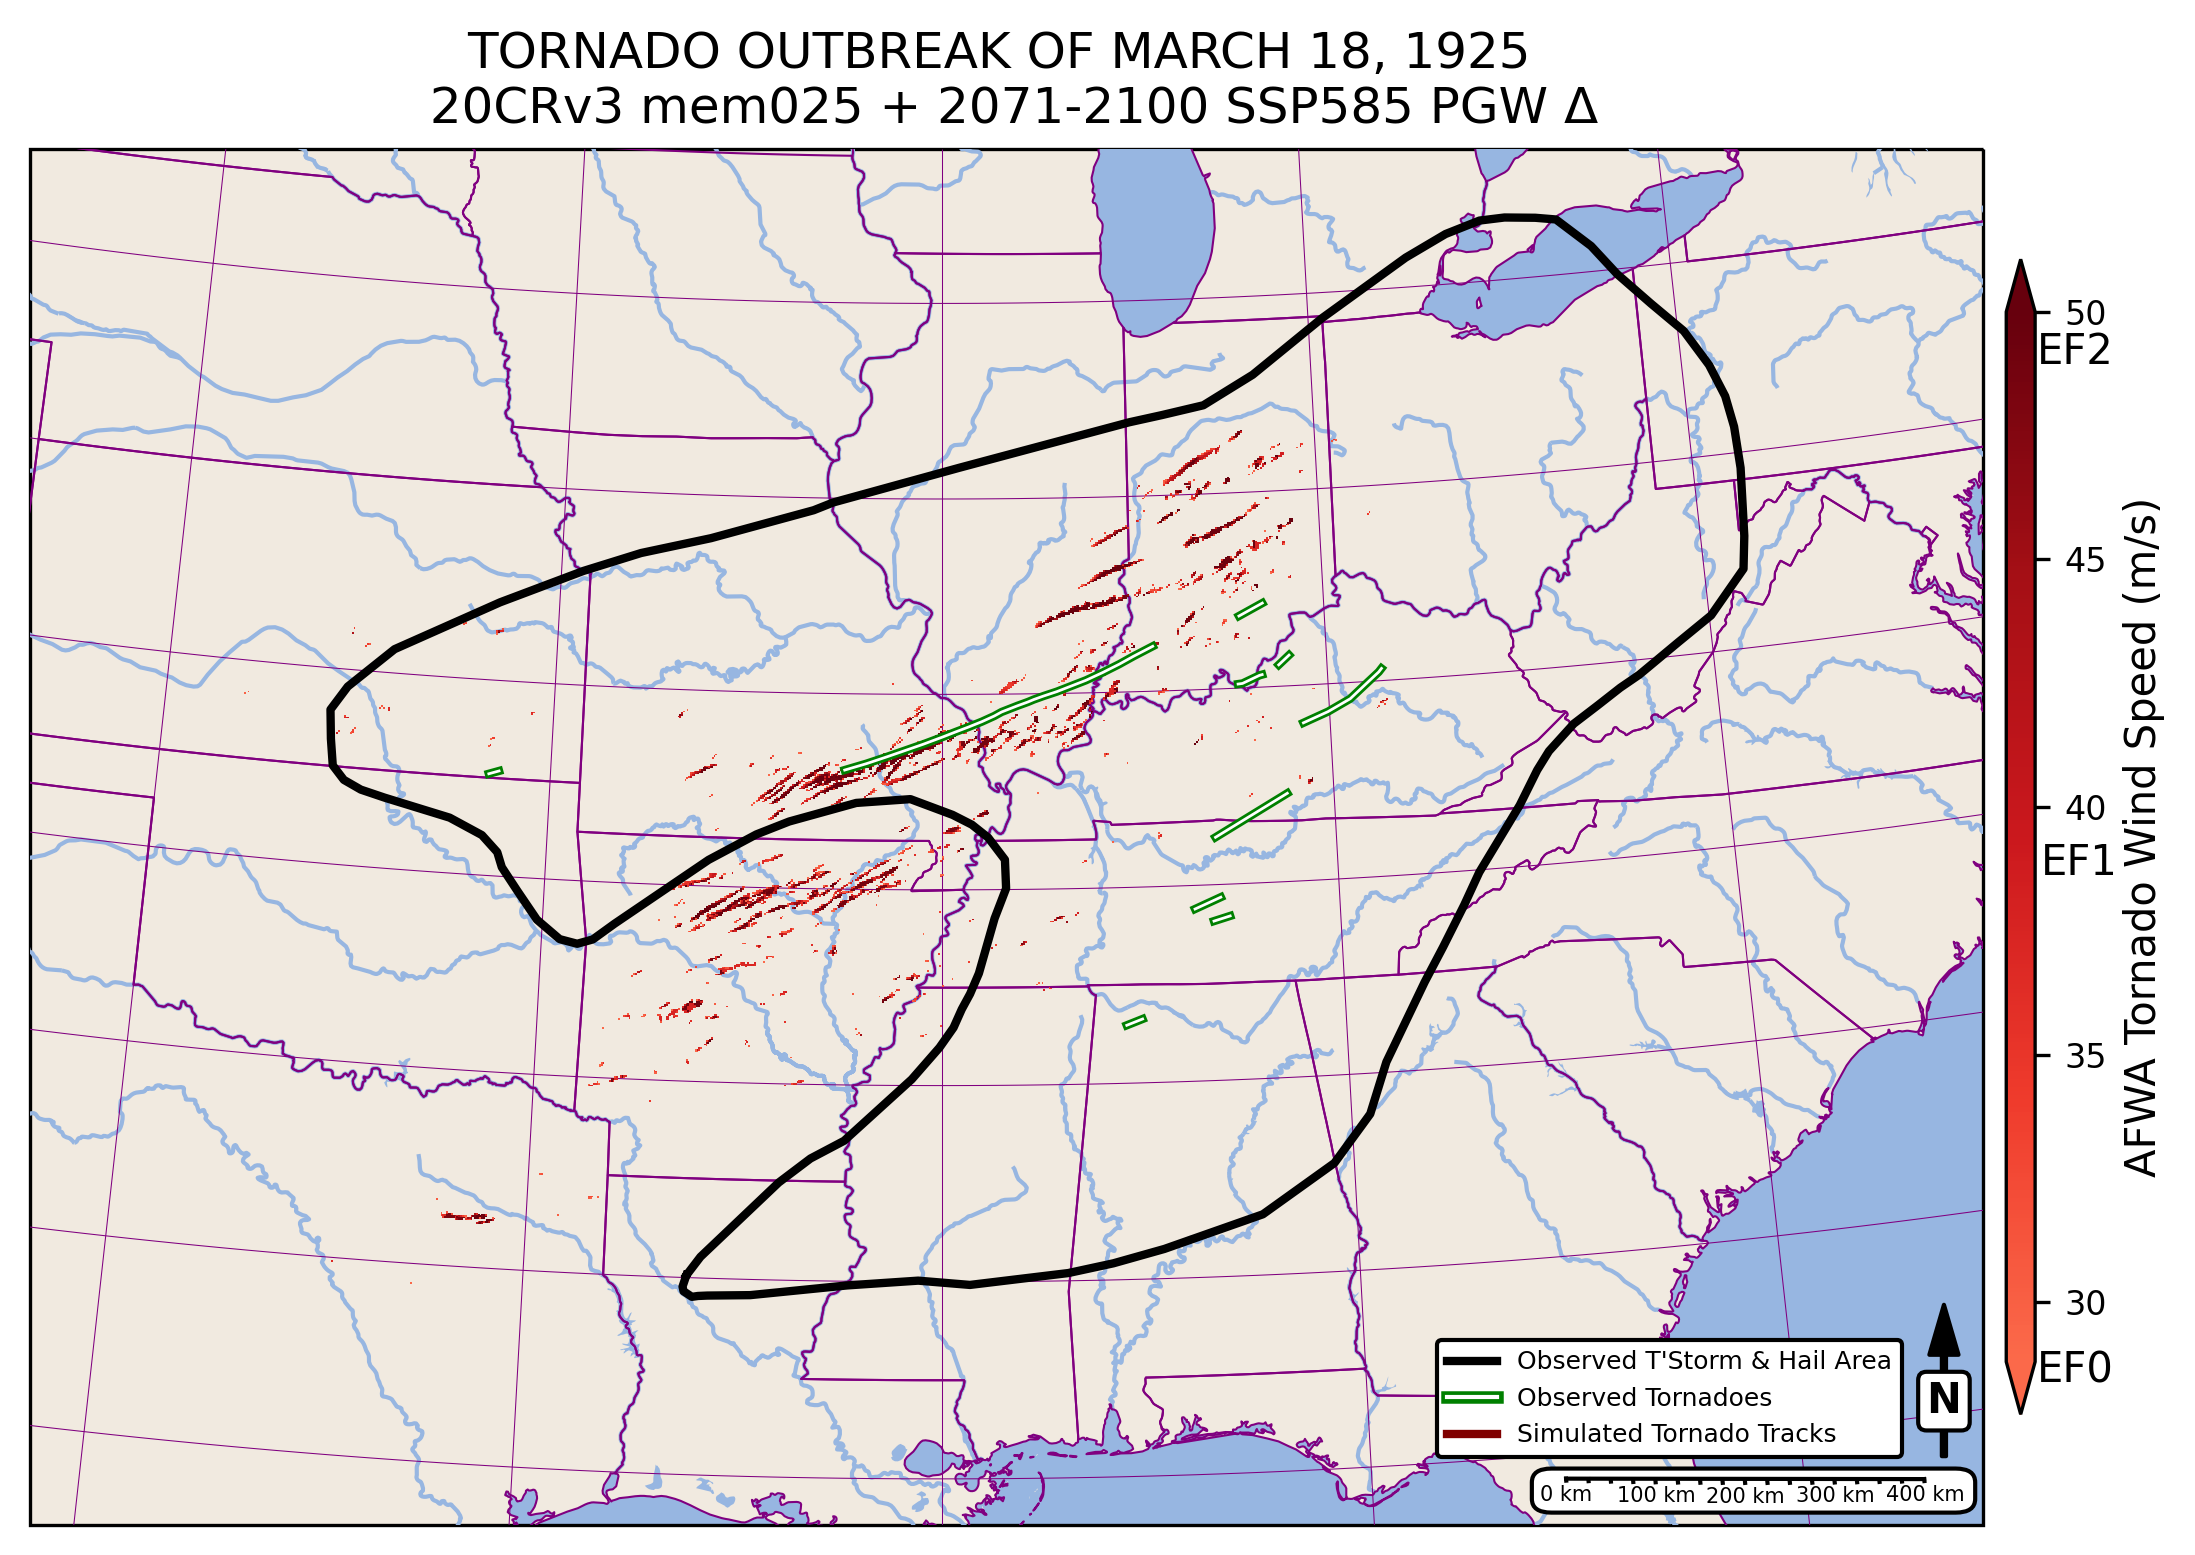 TORNADO OUTBREAK OF MARCH 18, 1925
20CRv3 mem025 + 2071-2100 SSP585 PGW Δ
50
EF2
45
40
EF1
35
30
EF0
AFWA Tornado Wind Speed (m/s)
Observed T'Storm & Hail Area
Observed Tornadoes
Simulated Tornado Tracks
N
0 km 100 km 200 km 300 km 400 km